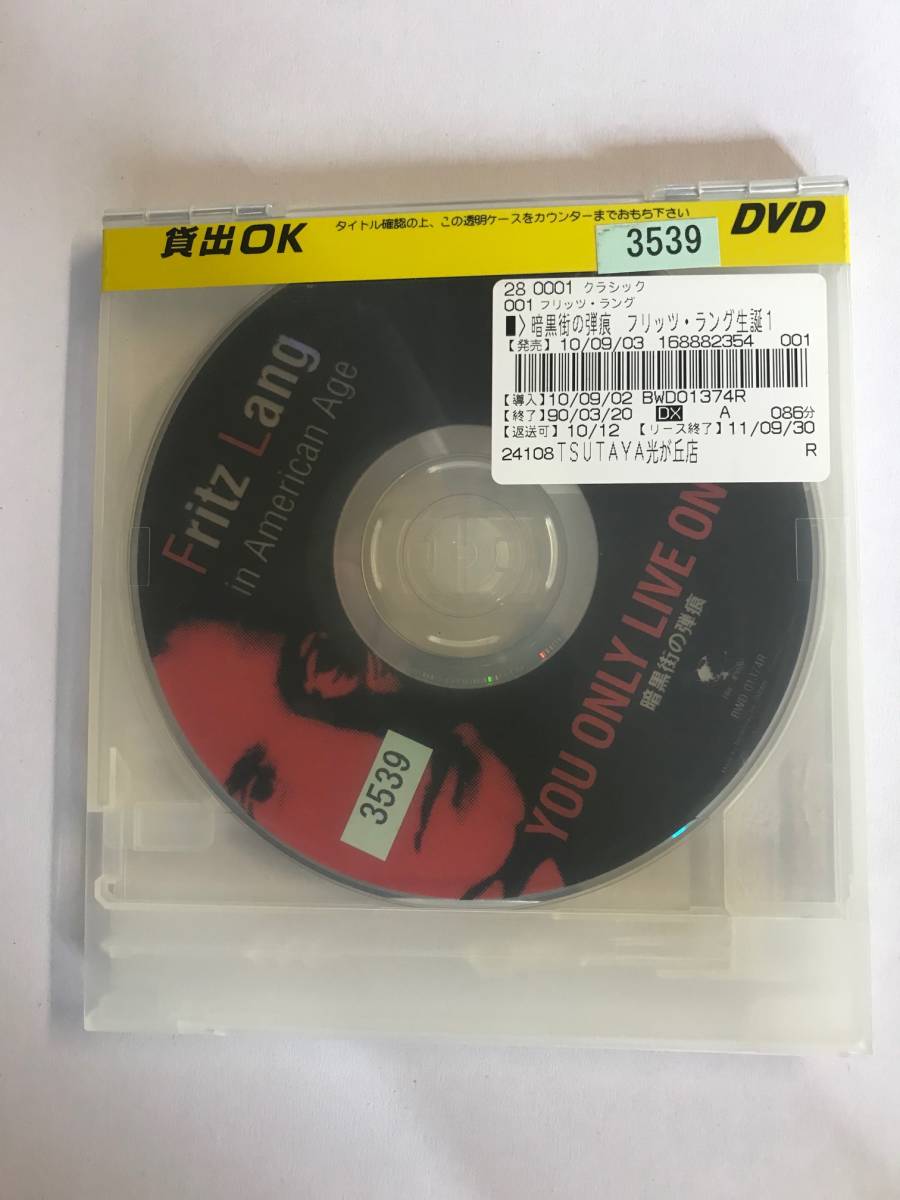 貸出OK
タイトル確認の上、この透明ケースをカウンターまでおもち下さい
DVD
3539
28 0001 クラシック
001 フリッツ・ラング
〉暗黒街の弾痕 フリッツ・ラング生誕1
【発売】10/09/03 168882354 001
【導入】10/09/02 BWD01374R
【終了】90/03/20 DX A 086分
【返送可】10/12 【リース終了】11/09/30
24108TSUTAYA光が丘店 R
Fritz Lang
in American Age
YOU ONLY LIVE ON
暗黒街の弾痕
3539